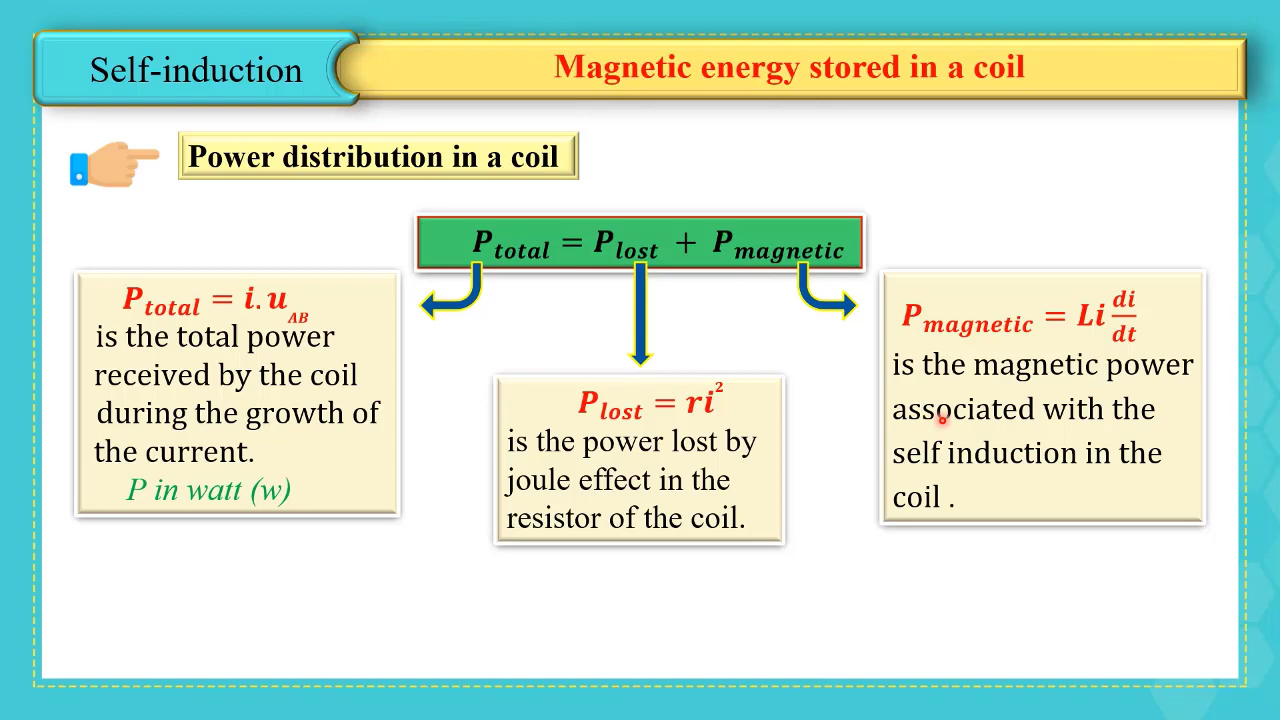 Self-induction
Magnetic energy stored in a coil
Power distribution in a coil
P_total = P_lost + P_magnetic
P_total = i.u_AB
is the total power
received by the coil
during the growth of
the current.
P in watt (w)
P_lost = ri²
is the power lost by
joule effect in the
resistor of the coil.
P_magnetic = Li di/dt
is the magnetic power
associated with the
self induction in the
coil .